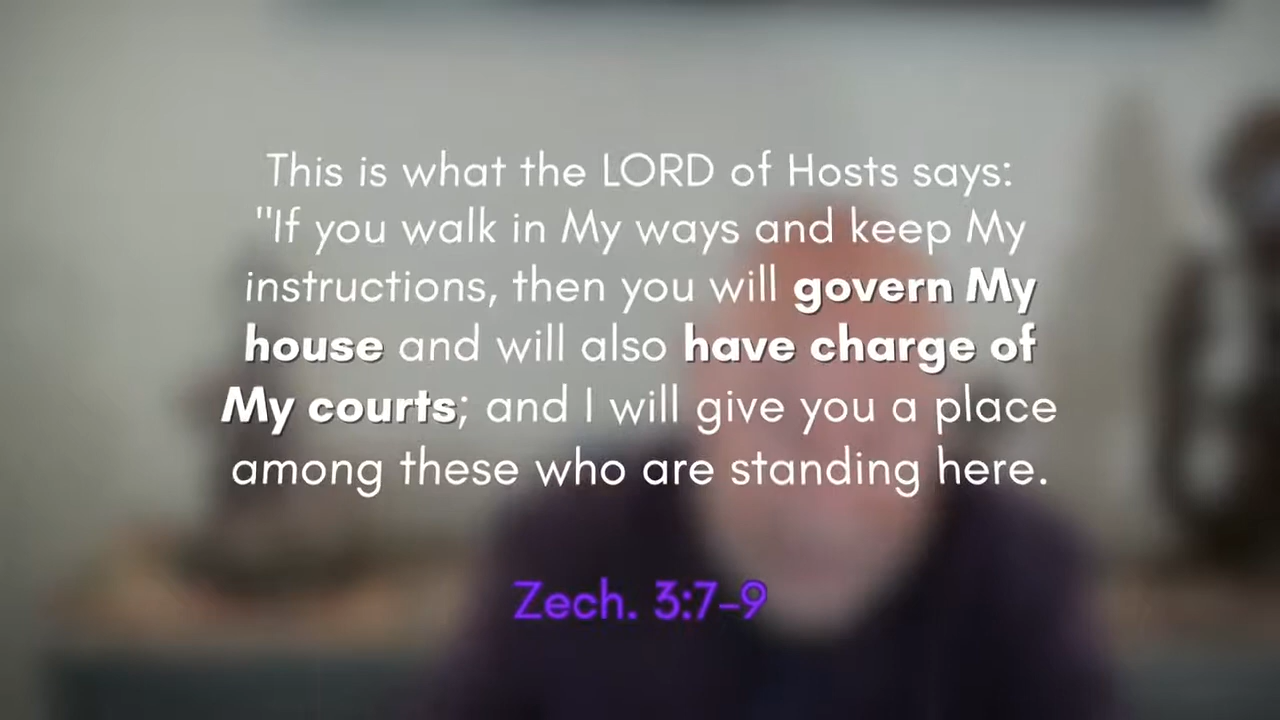 This is what the LORD of Hosts says:
"If you walk in My ways and keep My
instructions, then you will govern My
house and will also have charge of
My courts; and I will give you a place
among these who are standing here.
Zech. 3:7-9